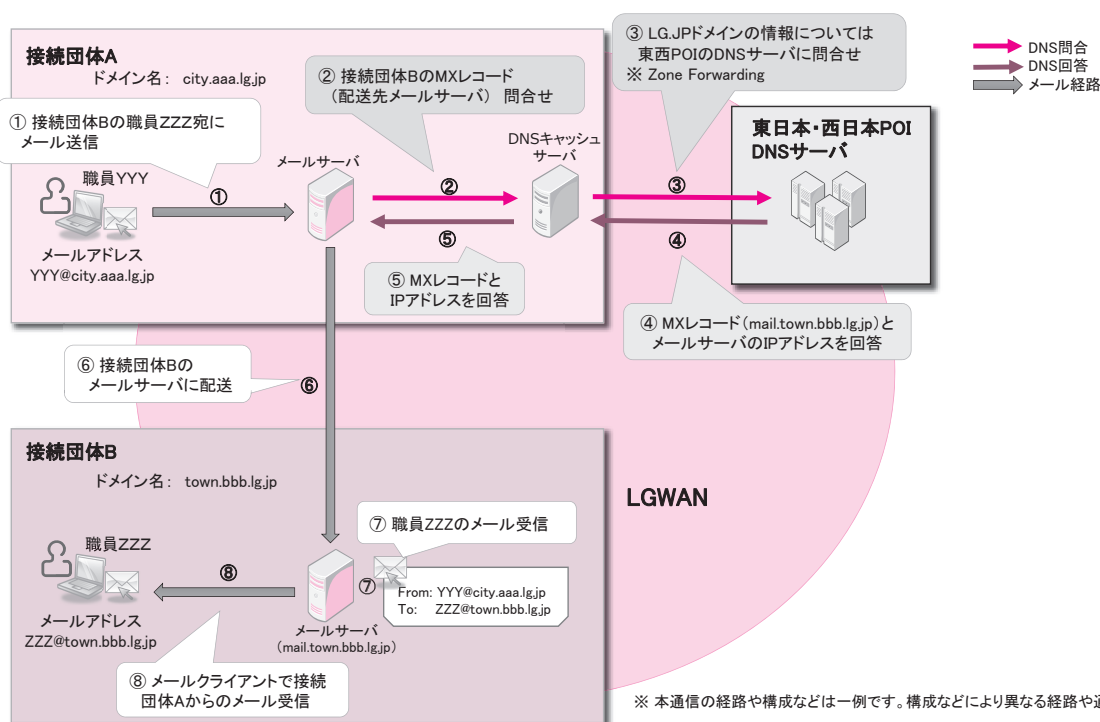 接続団体A
ドメイン名： city.aaa.lg.jp
① 接続団体Bの職員ZZZ宛に
メール送信
② 接続団体BのMXレコード
（配送先メールサーバ） 問合せ
③ LG.JPドメインの情報については
東西POIのDNSサーバに問合せ
※ Zone Forwarding
DNS問合
DNS回答
メール経路
職員YYY
①
メールサーバ
②
DNSキャッシュ
サーバ
③
東日本・西日本POI
DNSサーバ
⑤
④
メールアドレス
YYY@city.aaa.lg.jp
⑤ MXレコードと
IPアドレスを回答
④ MXレコード（mail.town.bbb.lg.jp）と
メールサーバのIPアドレスを回答
⑥ 接続団体Bの
メールサーバに配送
⑥
接続団体B
ドメイン名： town.bbb.lg.jp
LGWAN
⑦ 職員ZZZのメール受信
職員ZZZ
⑧
⑦
From: YYY@city.aaa.lg.jp
To: ZZZ@town.bbb.lg.jp
メールアドレス
ZZZ@town.bbb.lg.jp
メールサーバ
（mail.town.bbb.lg.jp）
⑧ メールクライアントで接続
団体Aからのメール受信
※ 本通信の経路や構成などは一例です。構成などにより異なる経路や